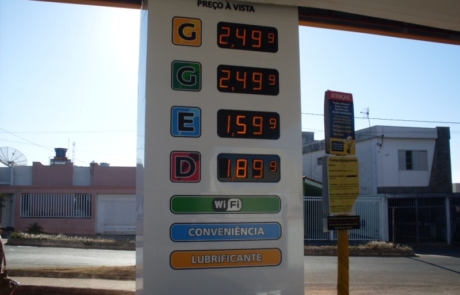 PREÇO À VISTA
G 2,49 9
G 2,49 9
E 1,59 9
D 1,89 9
WiFi
CONVENIÊNCIA
LUBRIFICANTE